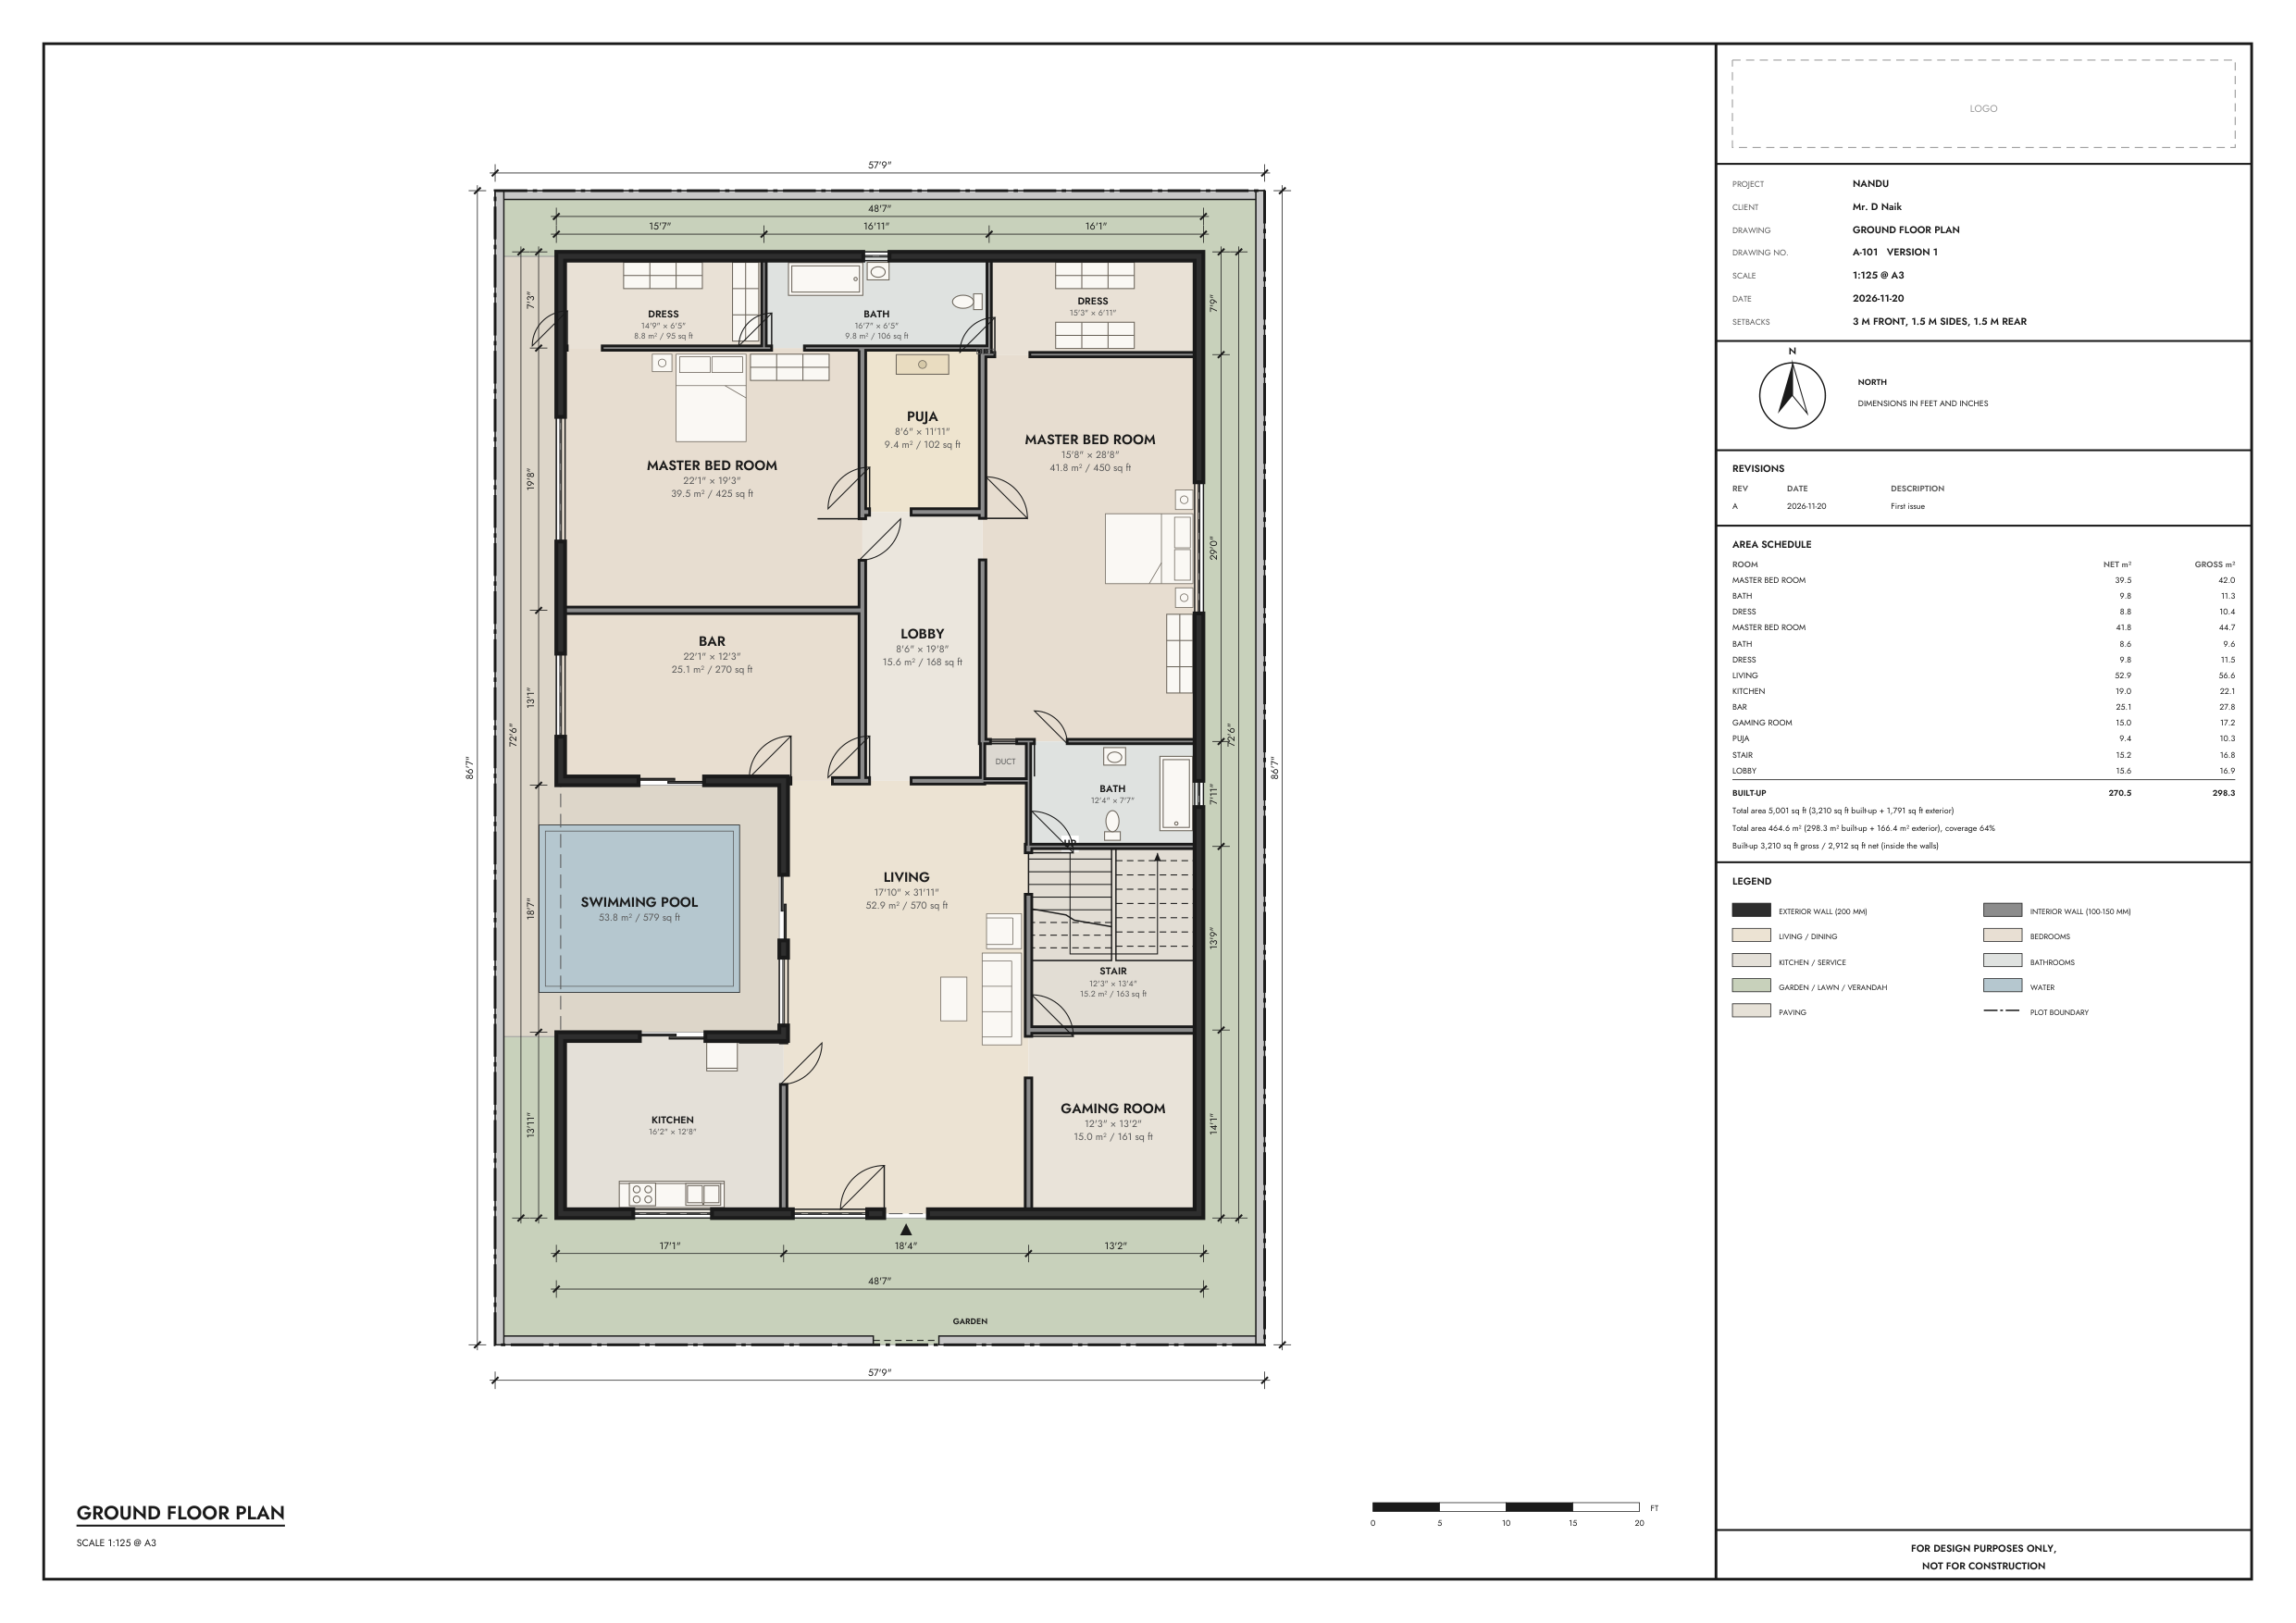 57'9"
48'7"
15'7" 16'11" 16'1"
7'3"
19'8"
13'1"
72'6"
18'7"
13'11"
86'7"
7'9"
29'0"
72'6"
7'11"
13'9"
14'1"
86'7"
DRESS
14'9" × 6'5"
8.8 m² / 95 sq ft
BATH
16'7" × 6'5"
9.8 m² / 106 sq ft
DRESS
15'3" × 6'11"
PUJA
8'6" × 11'11"
9.4 m² / 102 sq ft
MASTER BED ROOM
22'1" × 19'3"
39.5 m² / 425 sq ft
MASTER BED ROOM
15'8" × 28'8"
41.8 m² / 450 sq ft
BAR
22'1" × 12'3"
25.1 m² / 270 sq ft
LOBBY
8'6" × 19'8"
15.6 m² / 168 sq ft
DUCT
BATH
12'4" × 7'7"
UP
LIVING
17'10" × 31'11"
52.9 m² / 570 sq ft
SWIMMING POOL
53.8 m² / 579 sq ft
STAIR
12'3" × 13'4"
15.2 m² / 163 sq ft
KITCHEN
16'2" × 12'8"
GAMING ROOM
12'3" × 13'2"
15.0 m² / 161 sq ft
17'1" 18'4" 13'2"
48'7"
GARDEN
57'9"
GROUND FLOOR PLAN
SCALE 1:125 @ A3
FT
0 5 10 15 20
LOGO
PROJECT NANDU
CLIENT Mr. D Naik
DRAWING GROUND FLOOR PLAN
DRAWING NO. A-101 VERSION 1
SCALE 1:125 @ A3
DATE 2026-11-20
SETBACKS 3 M FRONT, 1.5 M SIDES, 1.5 M REAR
N
NORTH
DIMENSIONS IN FEET AND INCHES
REVISIONS
REV DATE DESCRIPTION
A 2026-11-20 First issue
AREA SCHEDULE
ROOM NET m² GROSS m²
MASTER BED ROOM 39.5 42.0
BATH 9.8 11.3
DRESS 8.8 10.4
MASTER BED ROOM 41.8 44.7
BATH 8.6 9.6
DRESS 9.8 11.5
LIVING 52.9 56.6
KITCHEN 19.0 22.1
BAR 25.1 27.8
GAMING ROOM 15.0 17.2
PUJA 9.4 10.3
STAIR 15.2 16.8
LOBBY 15.6 16.9
BUILT-UP 270.5 298.3
Total area 5,001 sq ft (3,210 sq ft built-up + 1,791 sq ft exterior)
Total area 464.6 m² (298.3 m² built-up + 166.4 m² exterior), coverage 64%
Built-up 3,210 sq ft gross / 2,912 sq ft net (inside the walls)
LEGEND
EXTERIOR WALL (200 MM) INTERIOR WALL (100-150 MM)
LIVING / DINING BEDROOMS
KITCHEN / SERVICE BATHROOMS
GARDEN / LAWN / VERANDAH WATER
PAVING PLOT BOUNDARY
FOR DESIGN PURPOSES ONLY,
NOT FOR CONSTRUCTION